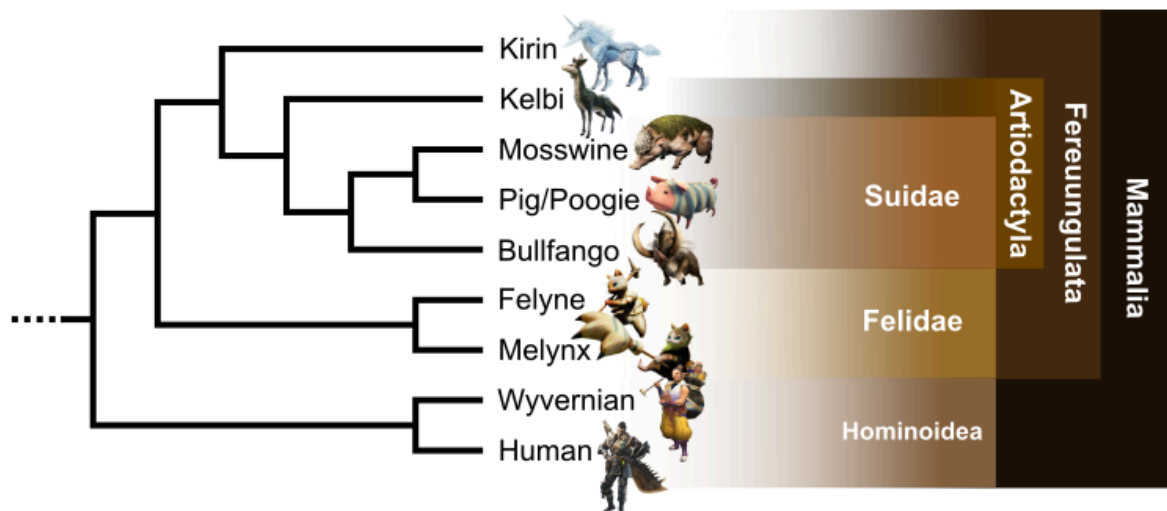 Kirin
Kelbi
Mosswine
Pig/Poogie
Bullfango
Felyne
Melynx
Wyvernian
Human
Suidae
Felidae
Hominoidea
Artiodactyla
Fereuungulata
Mammalia